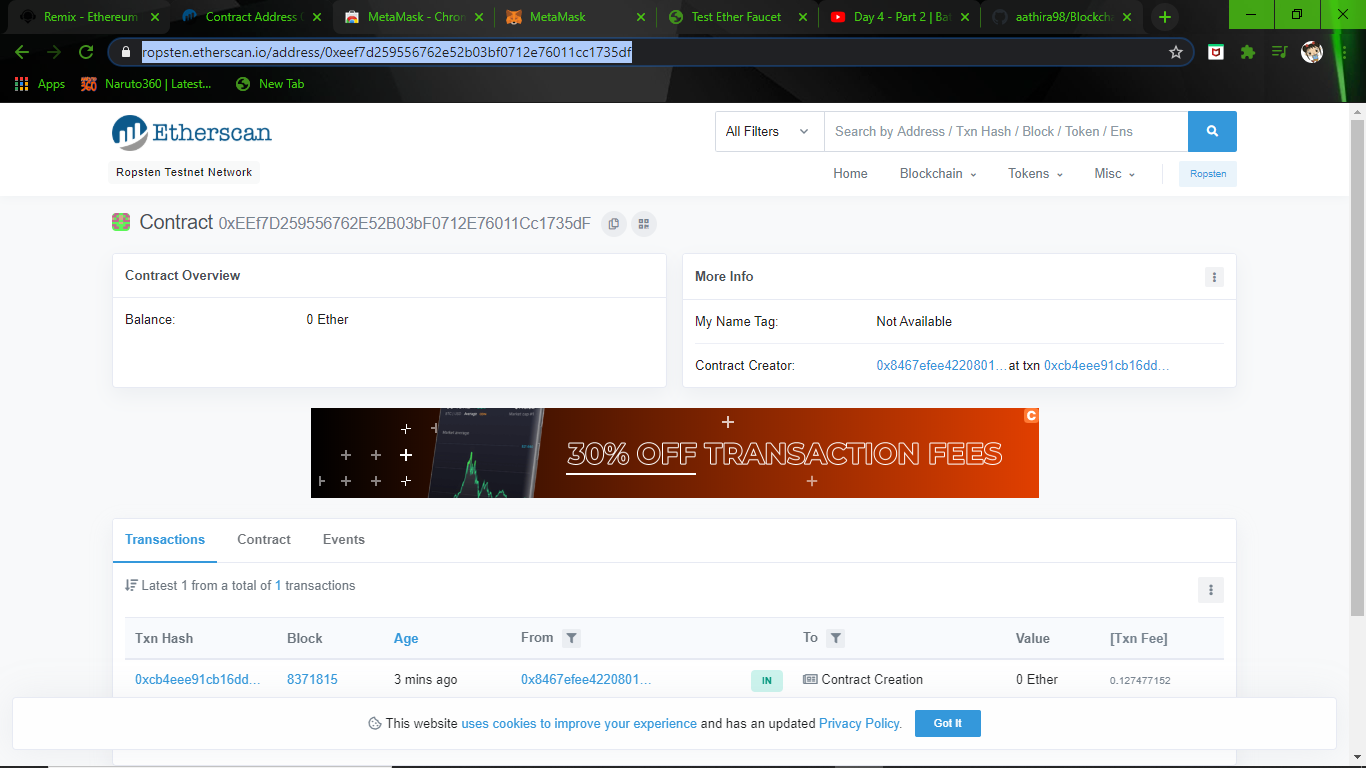 Remix - Ethereum
Contract Address
MetaMask - Chron
MetaMask
Test Ether Faucet
Day 4 - Part 2 | Bat
aathira98/Blockcha
ropsten.etherscan.io/address/0xeef7d259556762e52b03bf0712e76011cc1735df
Apps
Naruto360 | Latest...
New Tab
Etherscan
All Filters
Search by Address / Txn Hash / Block / Token / Ens
Ropsten Testnet Network
Home
Blockchain
Tokens
Misc
Ropsten
Contract 0xEEf7D259556762E52B03bF0712E76011Cc1735dF
Contract Overview
Balance:
0 Ether
More Info
My Name Tag:
Not Available
Contract Creator:
0x8467efee4220801... at txn 0xcb4eee91cb16dd...
Market average
30% OFF TRANSACTION FEES
C
Transactions
Contract
Events
Latest 1 from a total of 1 transactions
Txn Hash
Block
Age
From
To
Value
[Txn Fee]
0xcb4eee91cb16dd...
8371815
3 mins ago
0x8467efee4220801...
IN
Contract Creation
0 Ether
0.127477152
This website uses cookies to improve your experience and has an updated Privacy Policy.
Got It